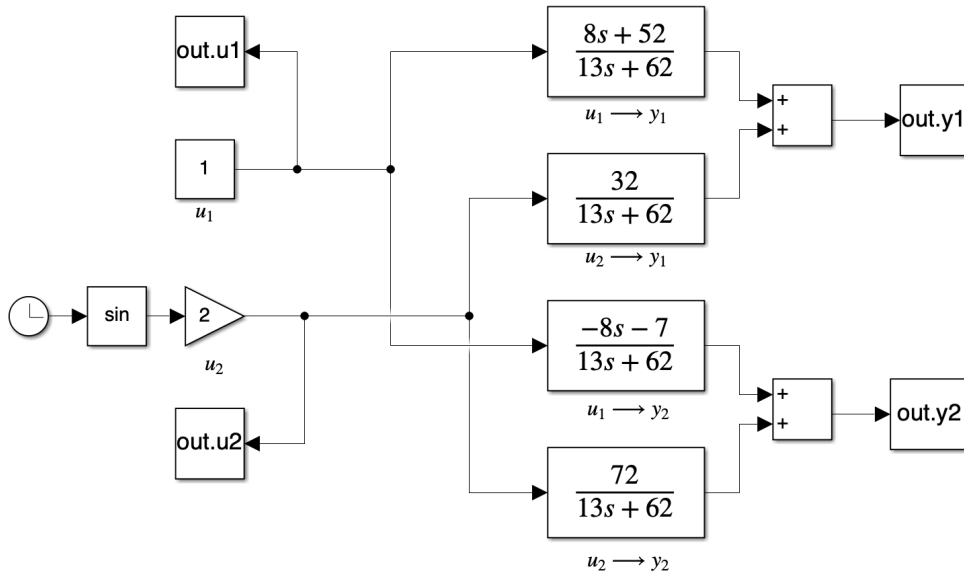 out.u1
1
u₁
sin
2
u₂
out.u2
8s + 52
13s + 62
u₁ ⟶ y₁
32
13s + 62
u₂ ⟶ y₁
−8s − 7
13s + 62
u₁ ⟶ y₂
72
13s + 62
u₂ ⟶ y₂
+
+
out.y1
+
+
out.y2